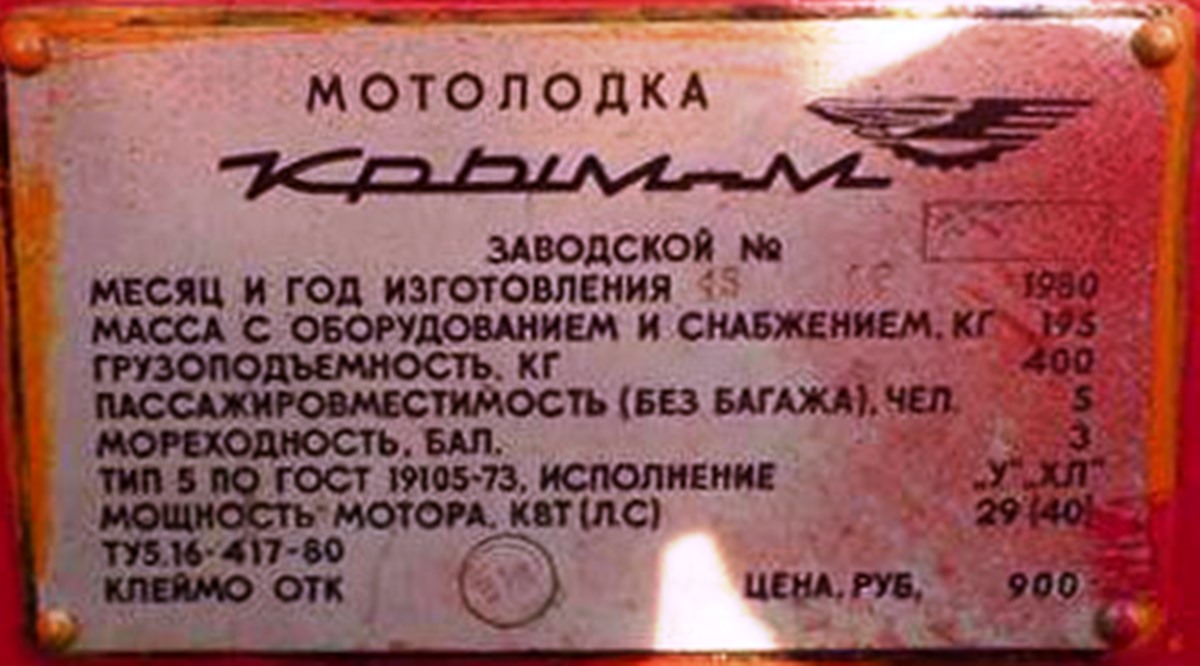 МОТОЛОДКА
Крым-М
ЗАВОДСКОЙ №
МЕСЯЦ И ГОД ИЗГОТОВЛЕНИЯ 1980
МАССА С ОБОРУДОВАНИЕМ И СНАБЖЕНИЕМ, КГ 195
ГРУЗОПОДЪЕМНОСТЬ, КГ 400
ПАССАЖИРОВМЕСТИМОСТЬ (БЕЗ БАГАЖА), ЧЕЛ. 5
МОРЕХОДНОСТЬ, БАЛ. 3
ТИП 5 ПО ГОСТ 19105-73, ИСПОЛНЕНИЕ „У" „ХЛ"
МОЩНОСТЬ МОТОРА, КВТ (Л.С) 29 (40)
ТУ5.16-417-80
КЛЕЙМО ОТК ЦЕНА, РУБ, 900